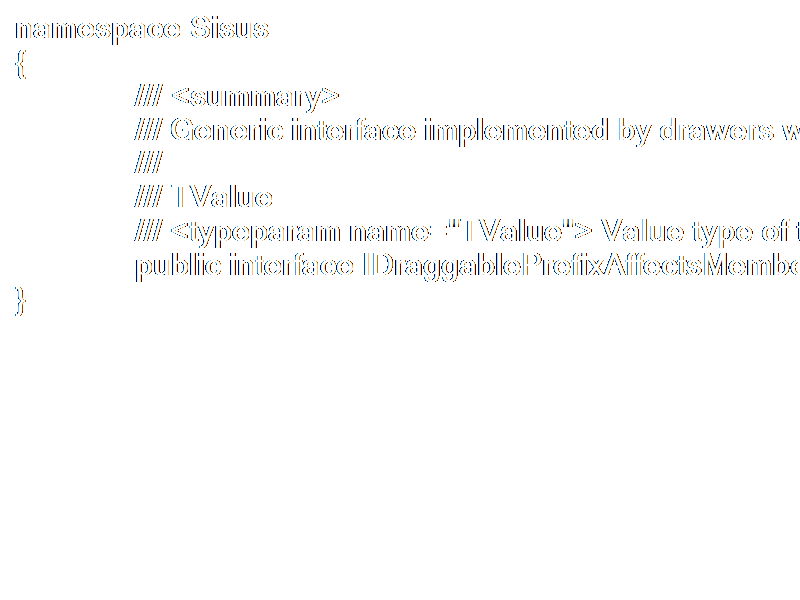 namespace Sisus
{
/// <summary>
/// Generic interface implemented by drawers w
///
/// TValue
/// <typeparam name="TValue"> Value type of t
public interface IDraggablePrefixAffectsMembe
}